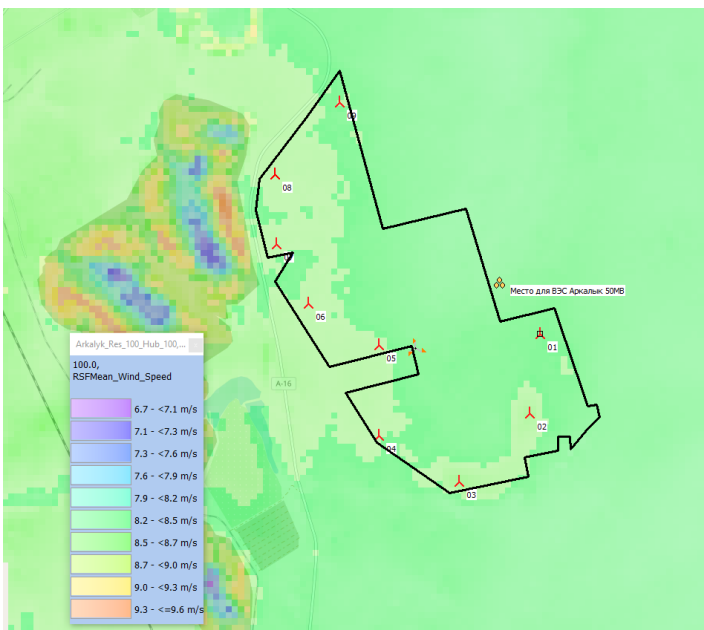 09
08
06
05
04
03
02
01
Место для ВЭС Аркалык 50МВ
A-16
Arkalyk_Res_100_Hub_100,...
100.0,
RSFMean_Wind_Speed
6.7 - <7.1 m/s
7.1 - <7.3 m/s
7.3 - <7.6 m/s
7.6 - <7.9 m/s
7.9 - <8.2 m/s
8.2 - <8.5 m/s
8.5 - <8.7 m/s
8.7 - <9.0 m/s
9.0 - <9.3 m/s
9.3 - <=9.6 m/s